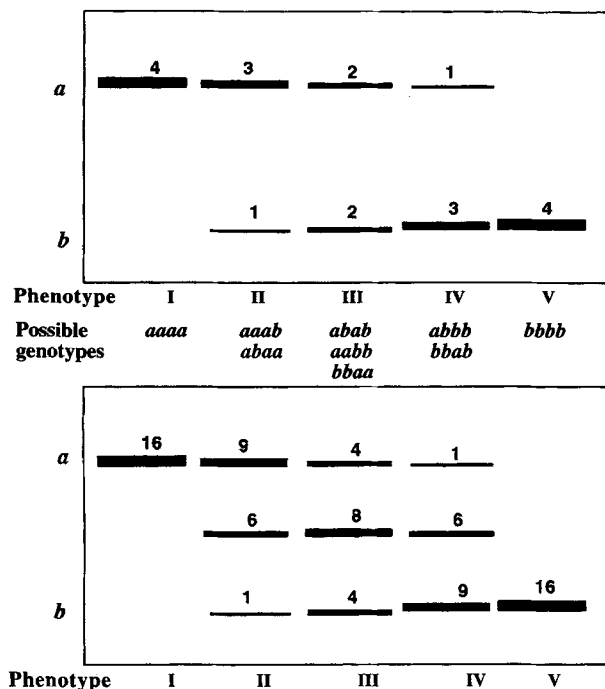 4 3 2 1
a
1 2 3 4
b
Phenotype I II III IV V
Possible aaaa aaab abab abbb bbbb
genotypes abaa aabb bbab
bbaa
16 9 4 1
a
6 8 6
1 4 9 16
b
Phenotype I II III IV V